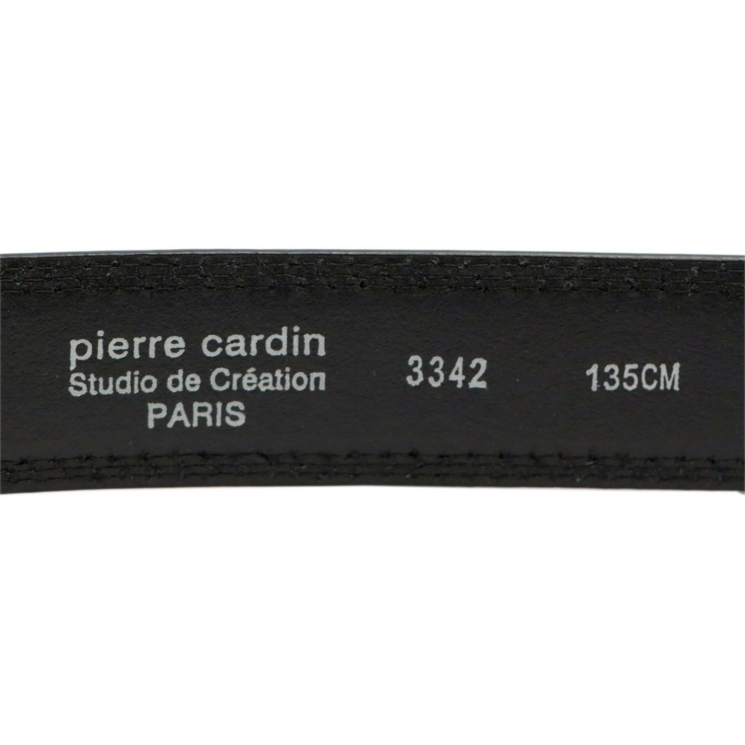 pierre cardin
Studio de Création
PARIS
3342
135CM